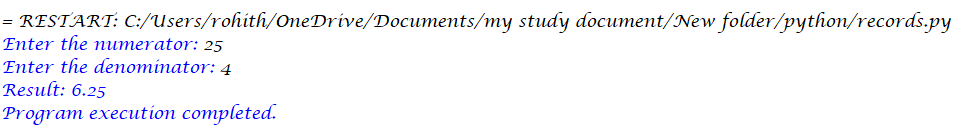 = RESTART: C:/Users/rohith/OneDrive/Documents/my study document/New folder/python/records.py
Enter the numerator: 25
Enter the denominator: 4
Result: 6.25
Program execution completed.